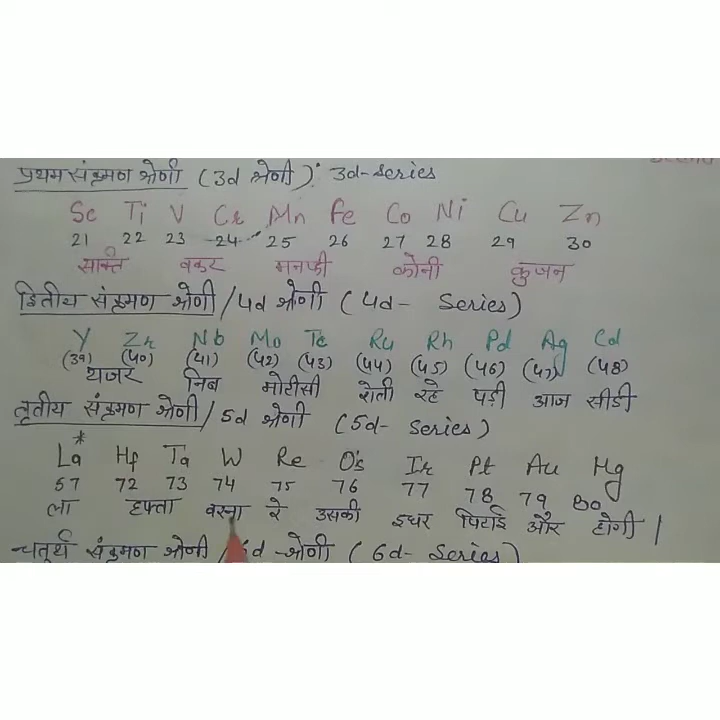 प्रथम संक्रमण श्रेणी (3d श्रेणी): 3d-Series
Sc Ti V Cr Mn Fe Co Ni Cu Zn
21 22 23 24 25 26 27 28 29 30
साक्ति वकर मनफी कोनी कुजन
द्वितीय संक्रमण श्रेणी/4d श्रेणी (4d- Series)
Y Zr Nb Mo Tc Ru Rh Pd Ag Cd
(39) (40) (41) (42) (43) (44) (45) (46) (47) (48)
यजर निब मोटीसी रोती रहे पड़ी आज सीडी
तृतीय संक्रमण श्रेणी/5d श्रेणी (5d- Series)
La* Hf Ta W Re O's Ir Pt Au Hg
57 72 73 74 75 76 77 78 79 80
ला हफ्ता वस्ना रे उसकी इधर पिटाई और होगी |
चतुर्थ संक्रमण श्रेणी/6d-श्रेणी (6d- Series)